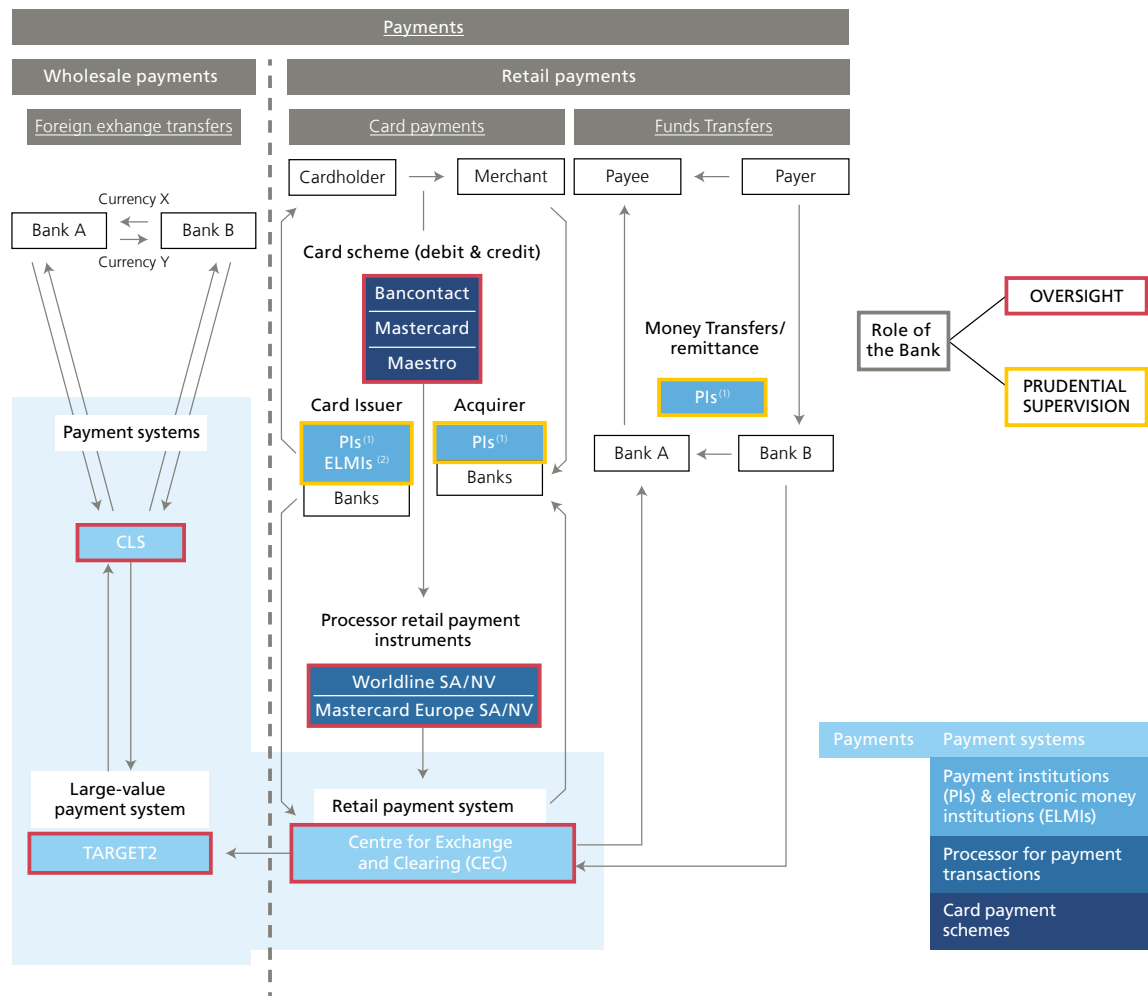 Payments
Wholesale payments
Retail payments
Foreign exhange transfers
Card payments
Funds Transfers
Cardholder
Merchant
Payee
Payer
Currency X
Bank A
Bank B
Currency Y
Card scheme (debit & credit)
Bancontact
Mastercard
Maestro
Money Transfers/
remittance
PIs (1)
Role of
the Bank
OVERSIGHT
PRUDENTIAL
SUPERVISION
Card Issuer
Acquirer
PIs (1)
ELMIs (2)
Banks
PIs (1)
Banks
Bank A
Bank B
Payment systems
CLS
Processor retail payment
instruments
Worldline SA/NV
Mastercard Europe SA/NV
Large-value
payment system
TARGET2
Retail payment system
Centre for Exchange
and Clearing (CEC)
Payments
Payment systems
Payment institutions
(PIs) & electronic money
institutions (ELMIs)
Processor for payment
transactions
Card payment
schemes